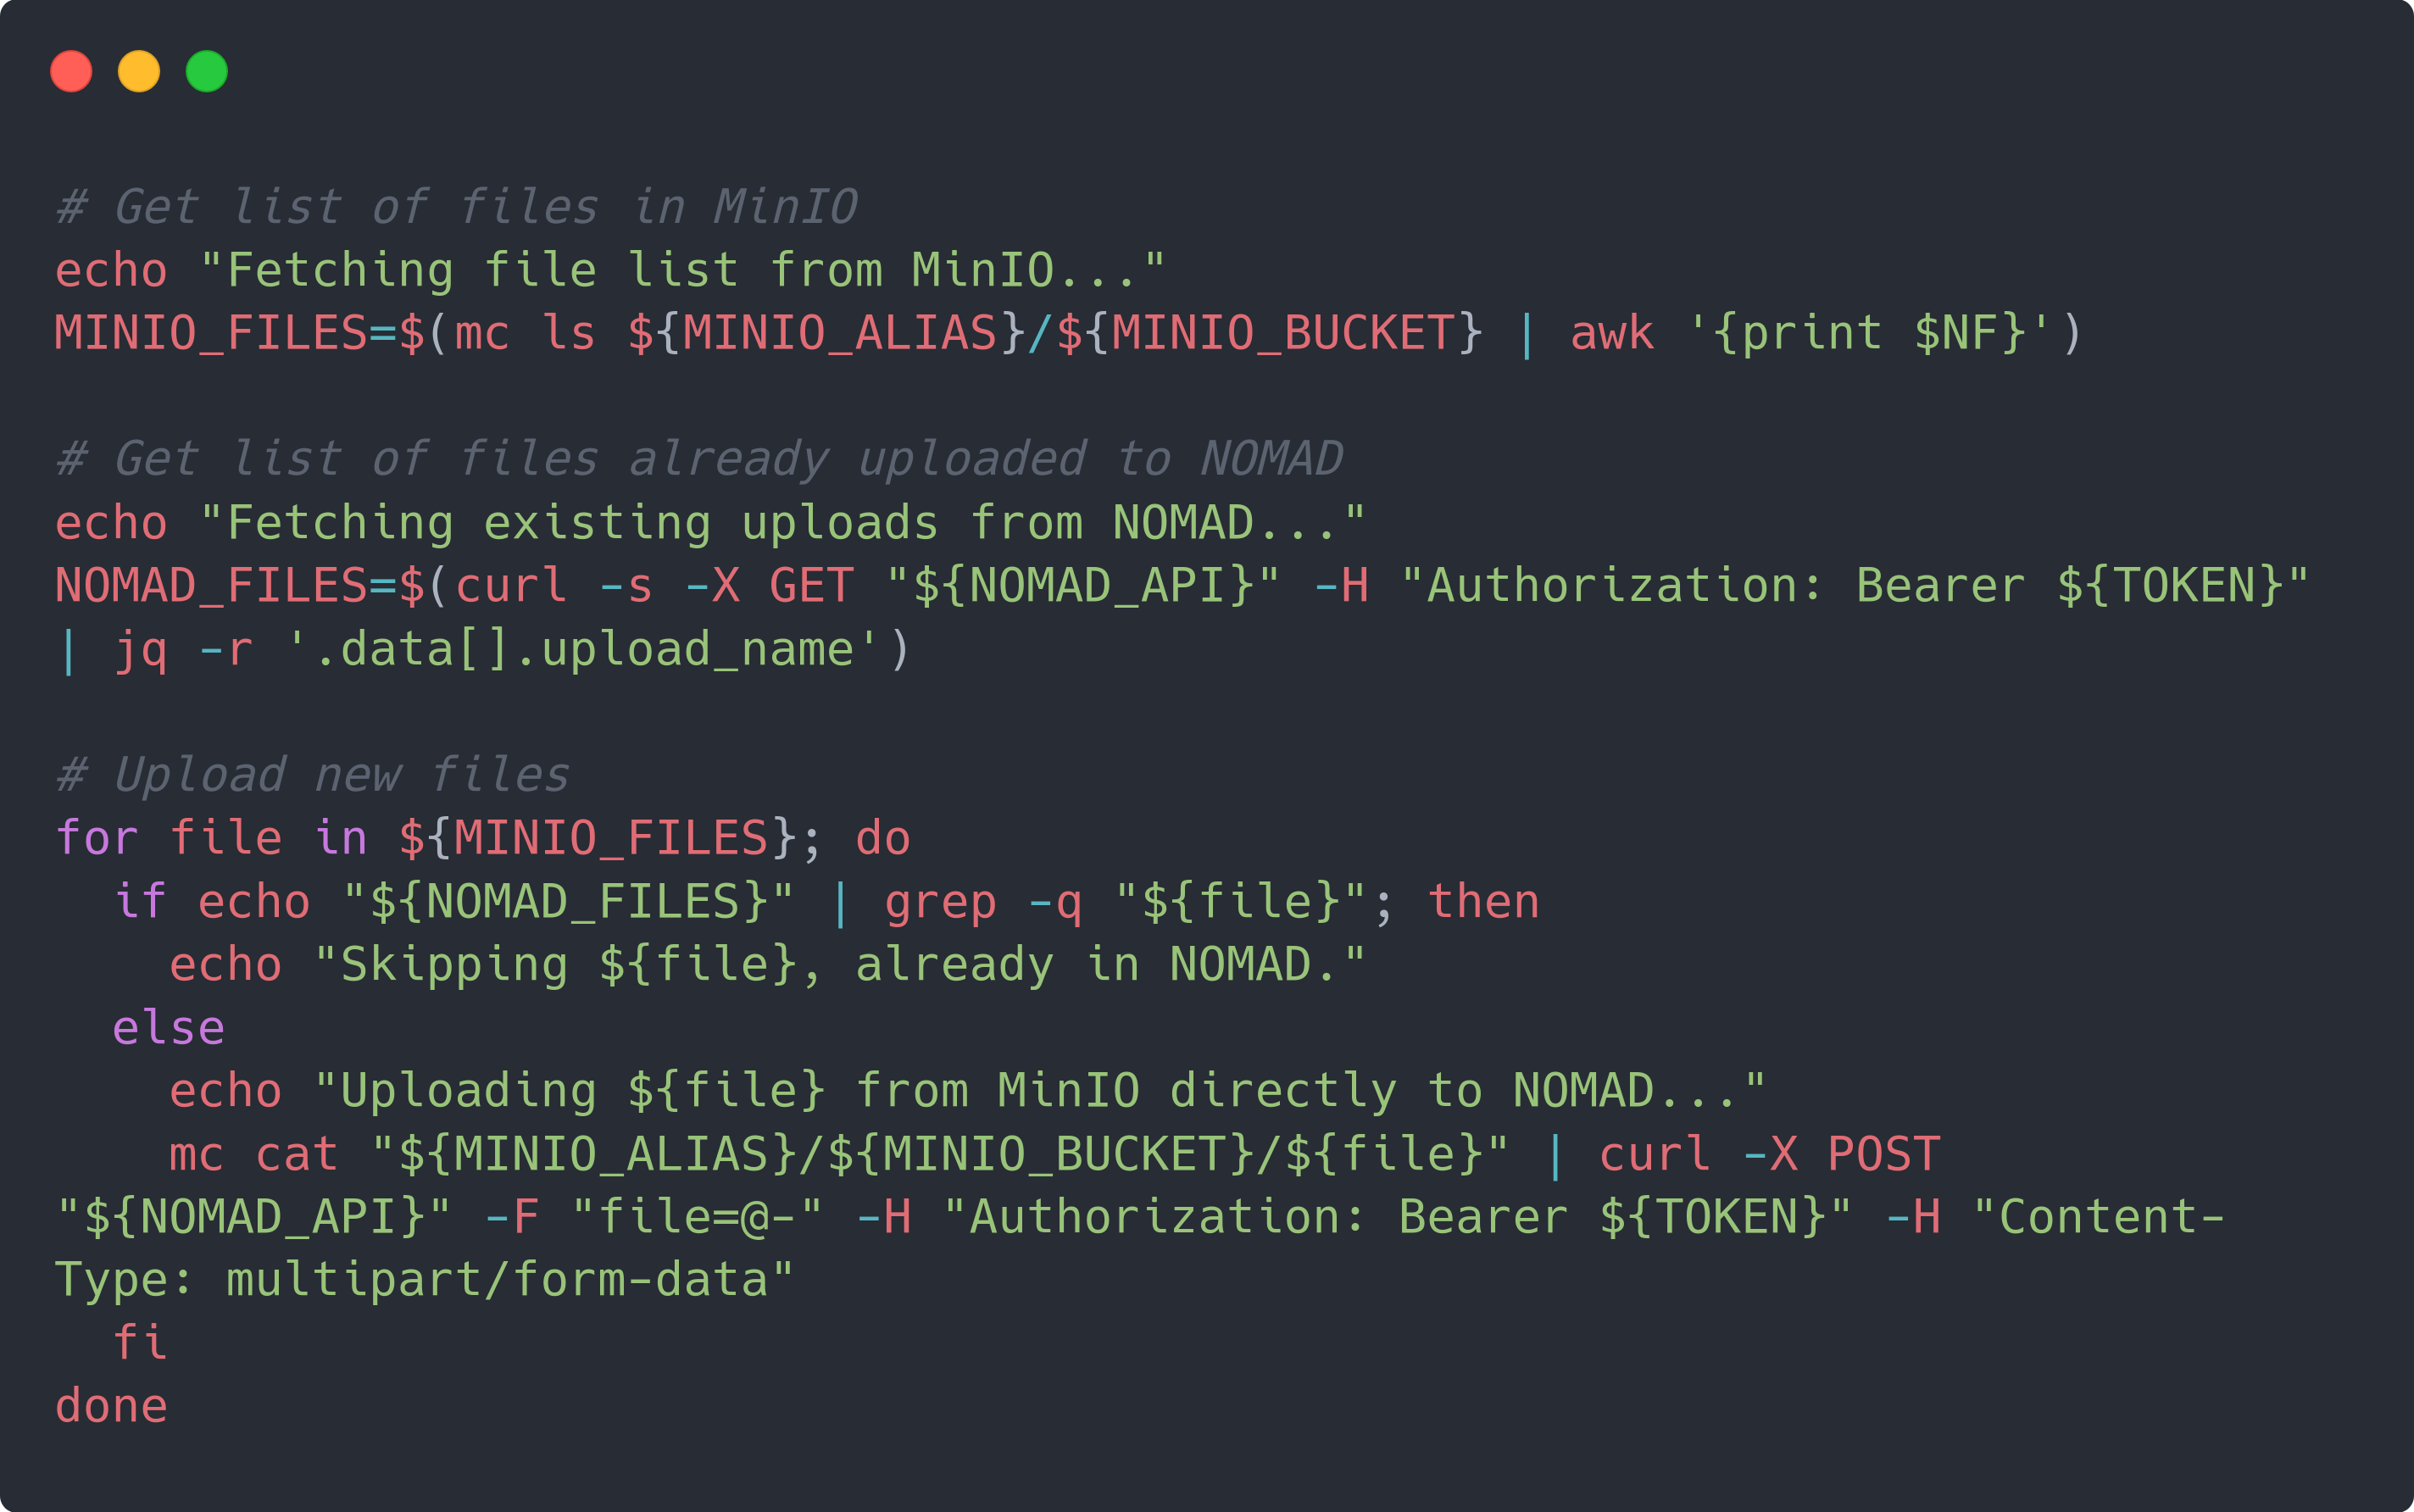 # Get list of files in MinIO
echo "Fetching file list from MinIO..."
MINIO_FILES=$(mc ls ${MINIO_ALIAS}/${MINIO_BUCKET} | awk '{print $NF}')
# Get list of files already uploaded to NOMAD
echo "Fetching existing uploads from NOMAD..."
NOMAD_FILES=$(curl -s -X GET "${NOMAD_API}" -H "Authorization: Bearer ${TOKEN}"
| jq -r '.data[].upload_name')
# Upload new files
for file in ${MINIO_FILES}; do
  if echo "${NOMAD_FILES}" | grep -q "${file}"; then
    echo "Skipping ${file}, already in NOMAD."
  else
    echo "Uploading ${file} from MinIO directly to NOMAD..."
    mc cat "${MINIO_ALIAS}/${MINIO_BUCKET}/${file}" | curl -X POST
"${NOMAD_API}" -F "file=@-" -H "Authorization: Bearer ${TOKEN}" -H "Content-
Type: multipart/form-data"
  fi
done